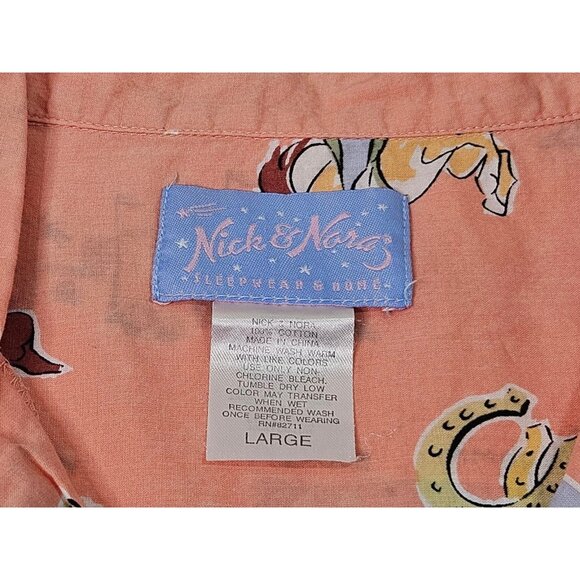 Nick & Nora®
SLEEPWEAR & HOME
NICK & NORA
100% COTTON
MADE IN CHINA
MACHINE WASH WARM
WITH LIKE COLORS
USE ONLY NON-
CHLORINE BLEACH,
TUMBLE DRY LOW
COLOR MAY TRANSFER
WHEN WET
RECOMMENDED WASH
ONCE BEFORE WEARING
RN#82711
LARGE